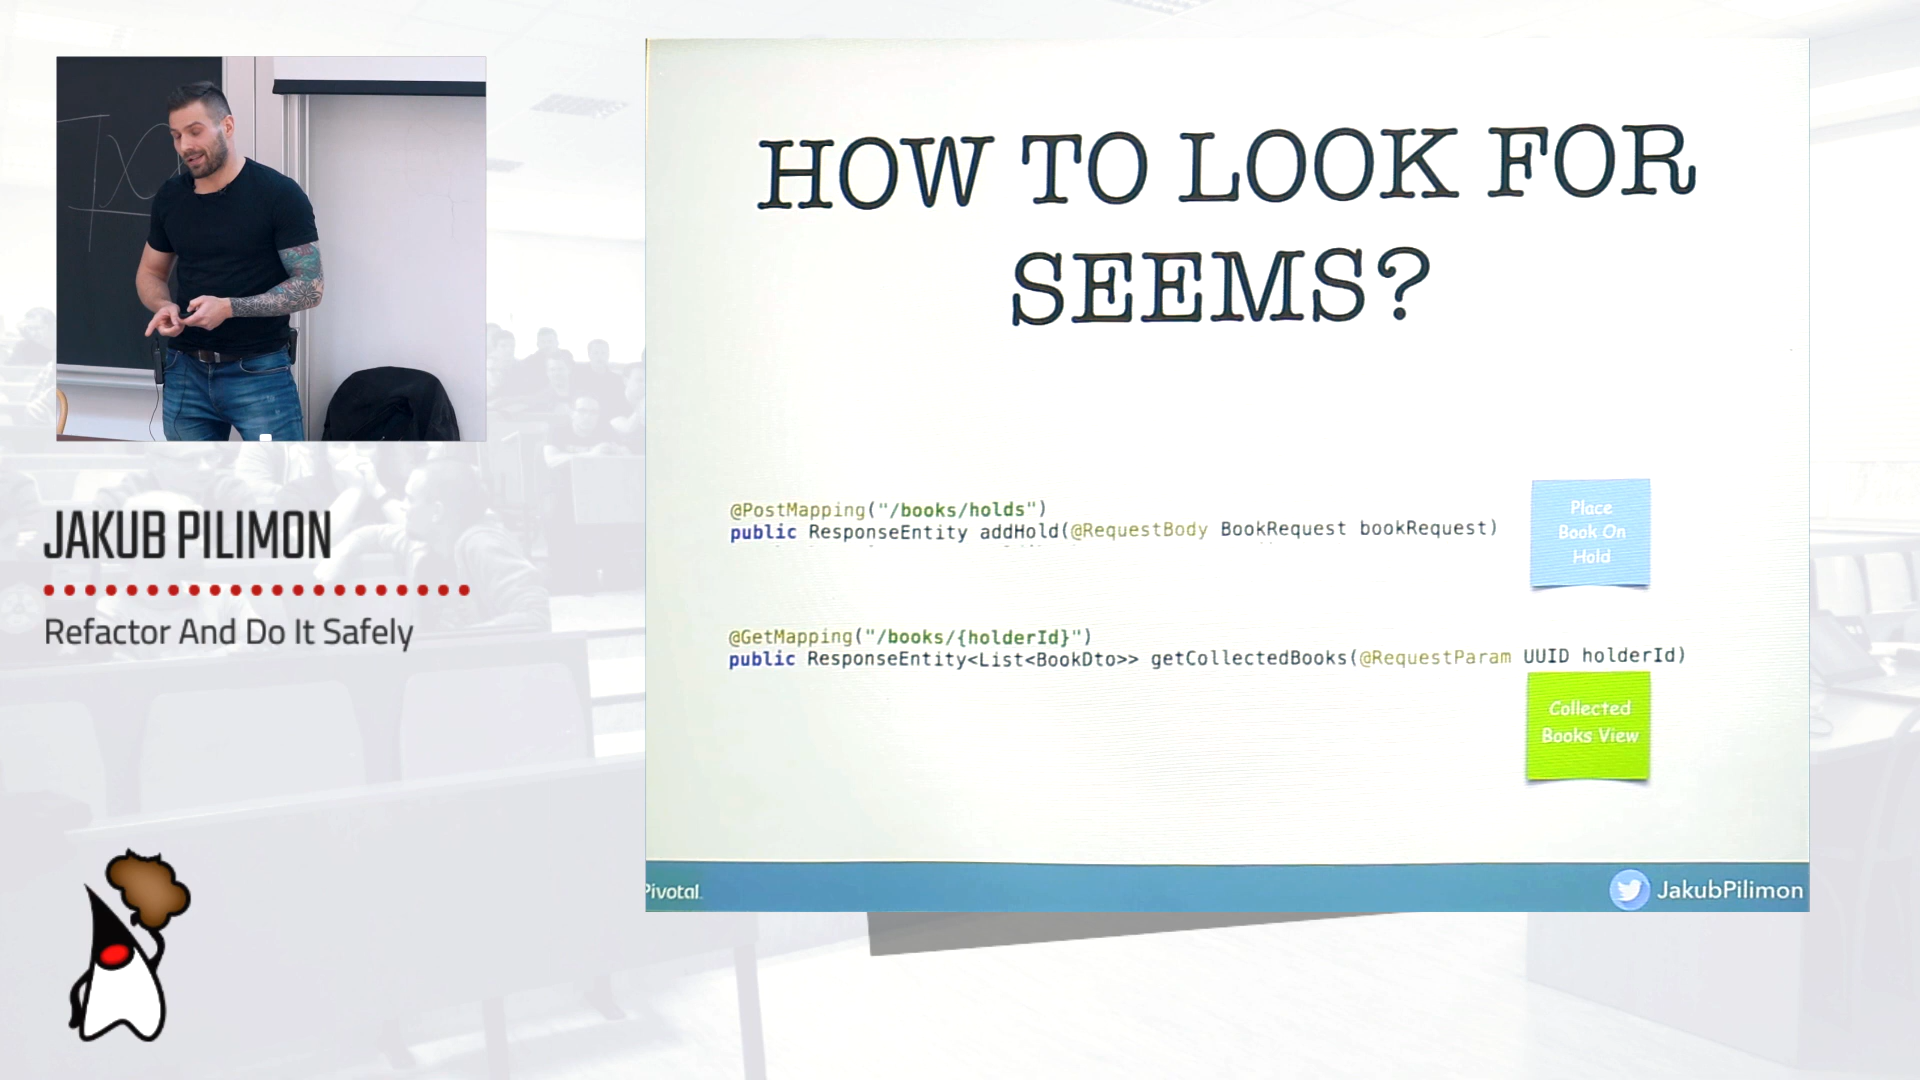 JAKUB PILIMON
Refactor And Do It Safely
HOW TO LOOK FOR
SEEMS?
@PostMapping("/books/holds")
public ResponseEntity addHold(@RequestBody BookRequest bookRequest)
Place
Book On
Hold
@GetMapping("/books/{holderId}")
public ResponseEntity<List<BookDto>> getCollectedBooks(@RequestParam UUID holderId)
Collected
Books View
Pivotal.
JakubPilimon